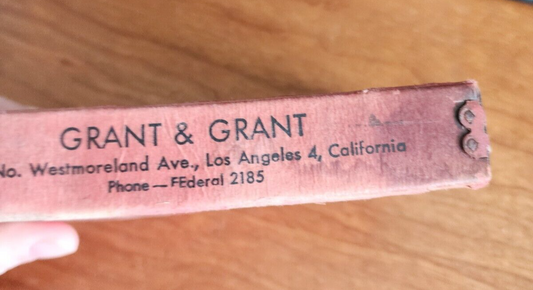 GRANT & GRANT
No. Westmoreland Ave., Los Angeles 4, California
Phone — FEderal 2185